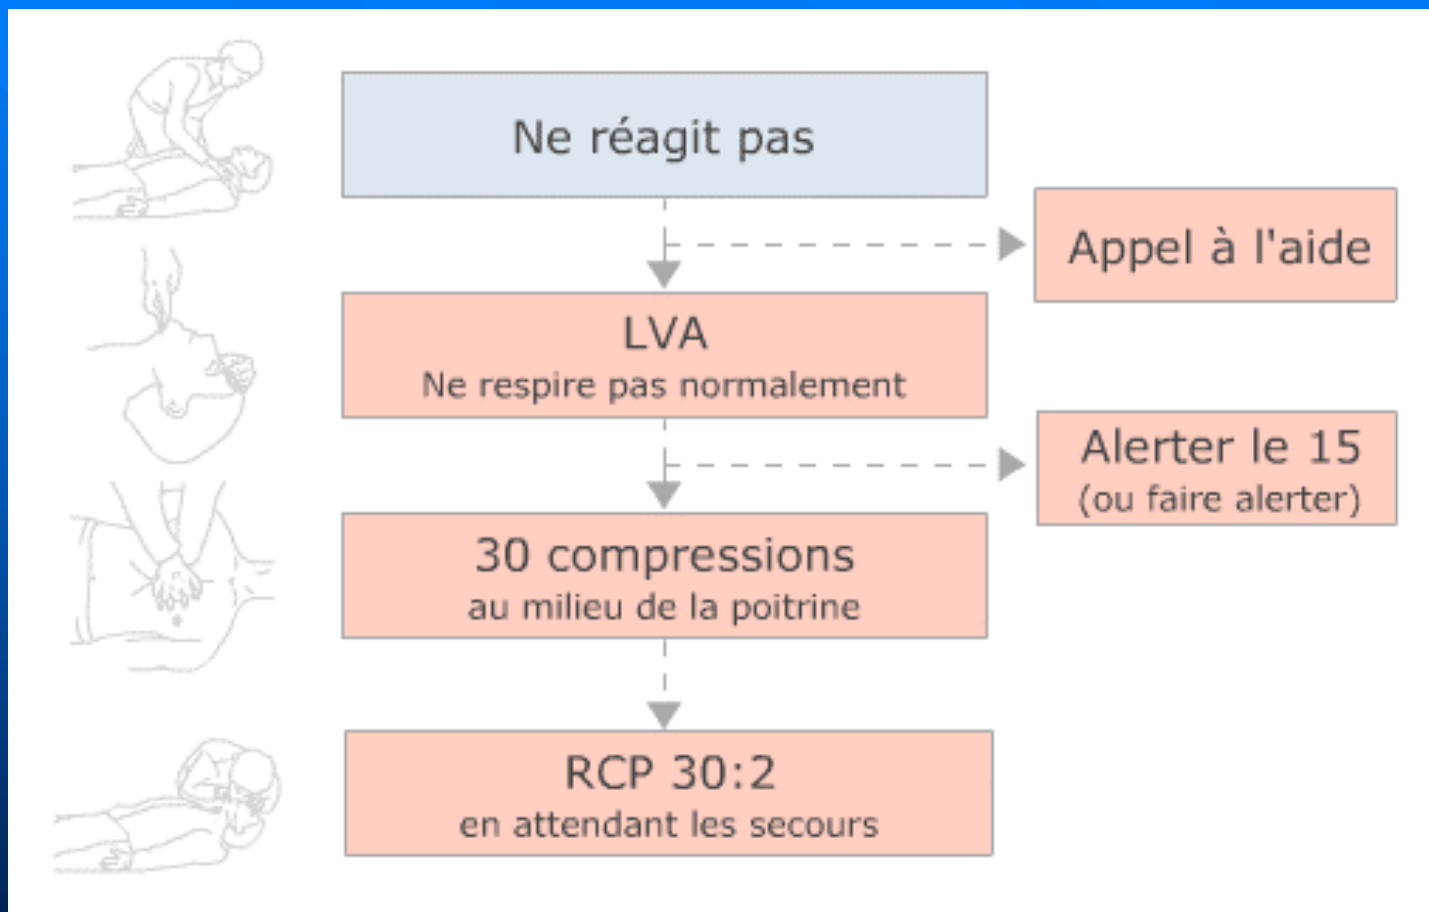 Ne réagit pas
Appel à l'aide
LVA
Ne respire pas normalement
Alerter le 15
(ou faire alerter)
30 compressions
au milieu de la poitrine
RCP 30:2
en attendant les secours